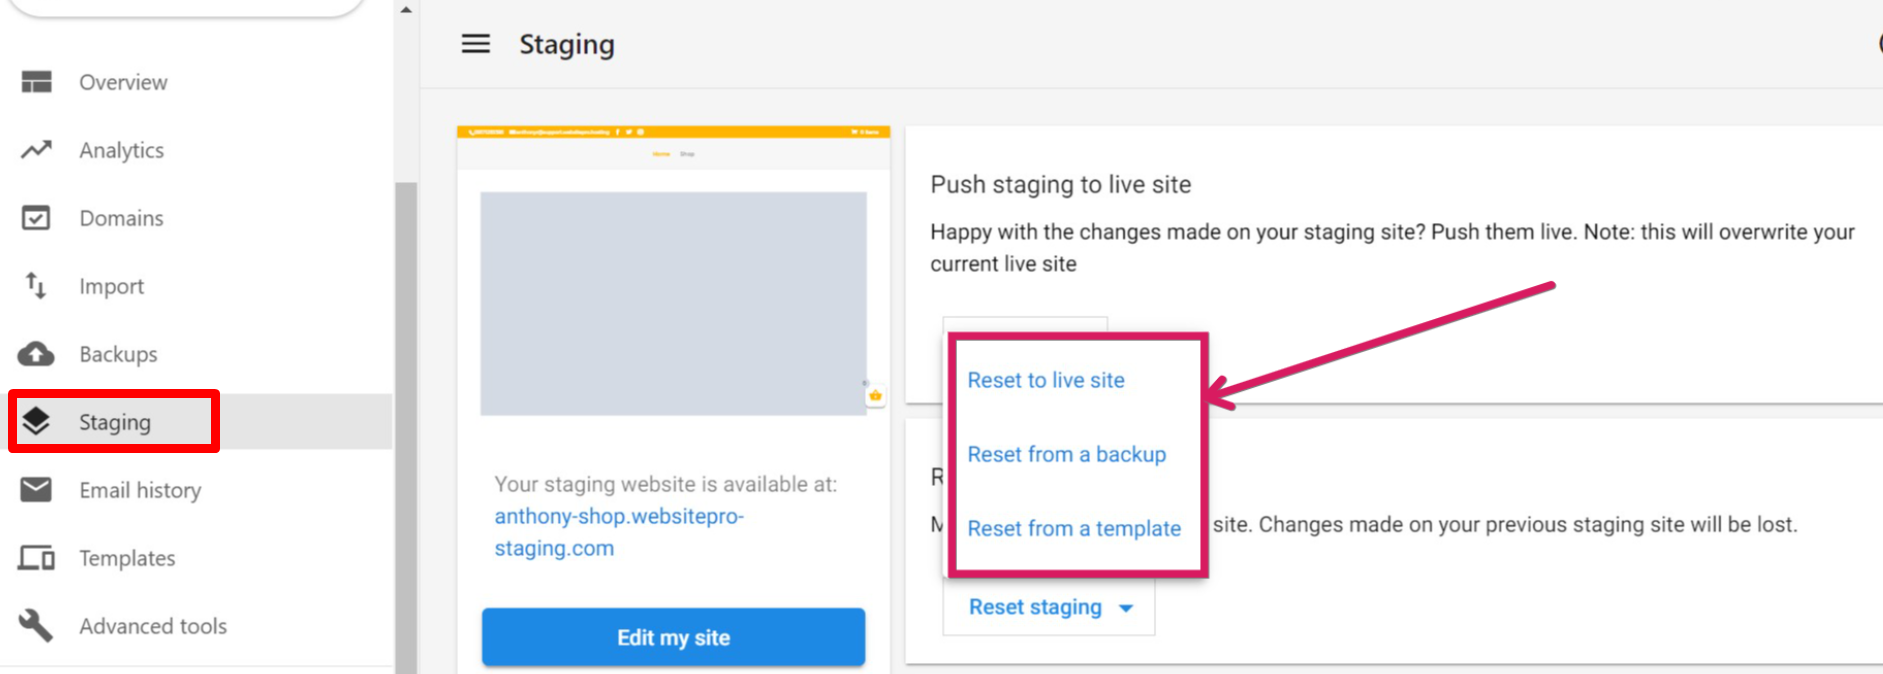 Overview
Analytics
Domains
Import
Backups
Staging
Email history
Templates
Advanced tools
Staging
Home Shop
Your staging website is available at:
anthony-shop.websitepro-
staging.com
Edit my site
Push staging to live site
Happy with the changes made on your staging site? Push them live. Note: this will overwrite your
current live site
Reset to live site
Reset from a backup
Reset from a template
site. Changes made on your previous staging site will be lost.
Reset staging